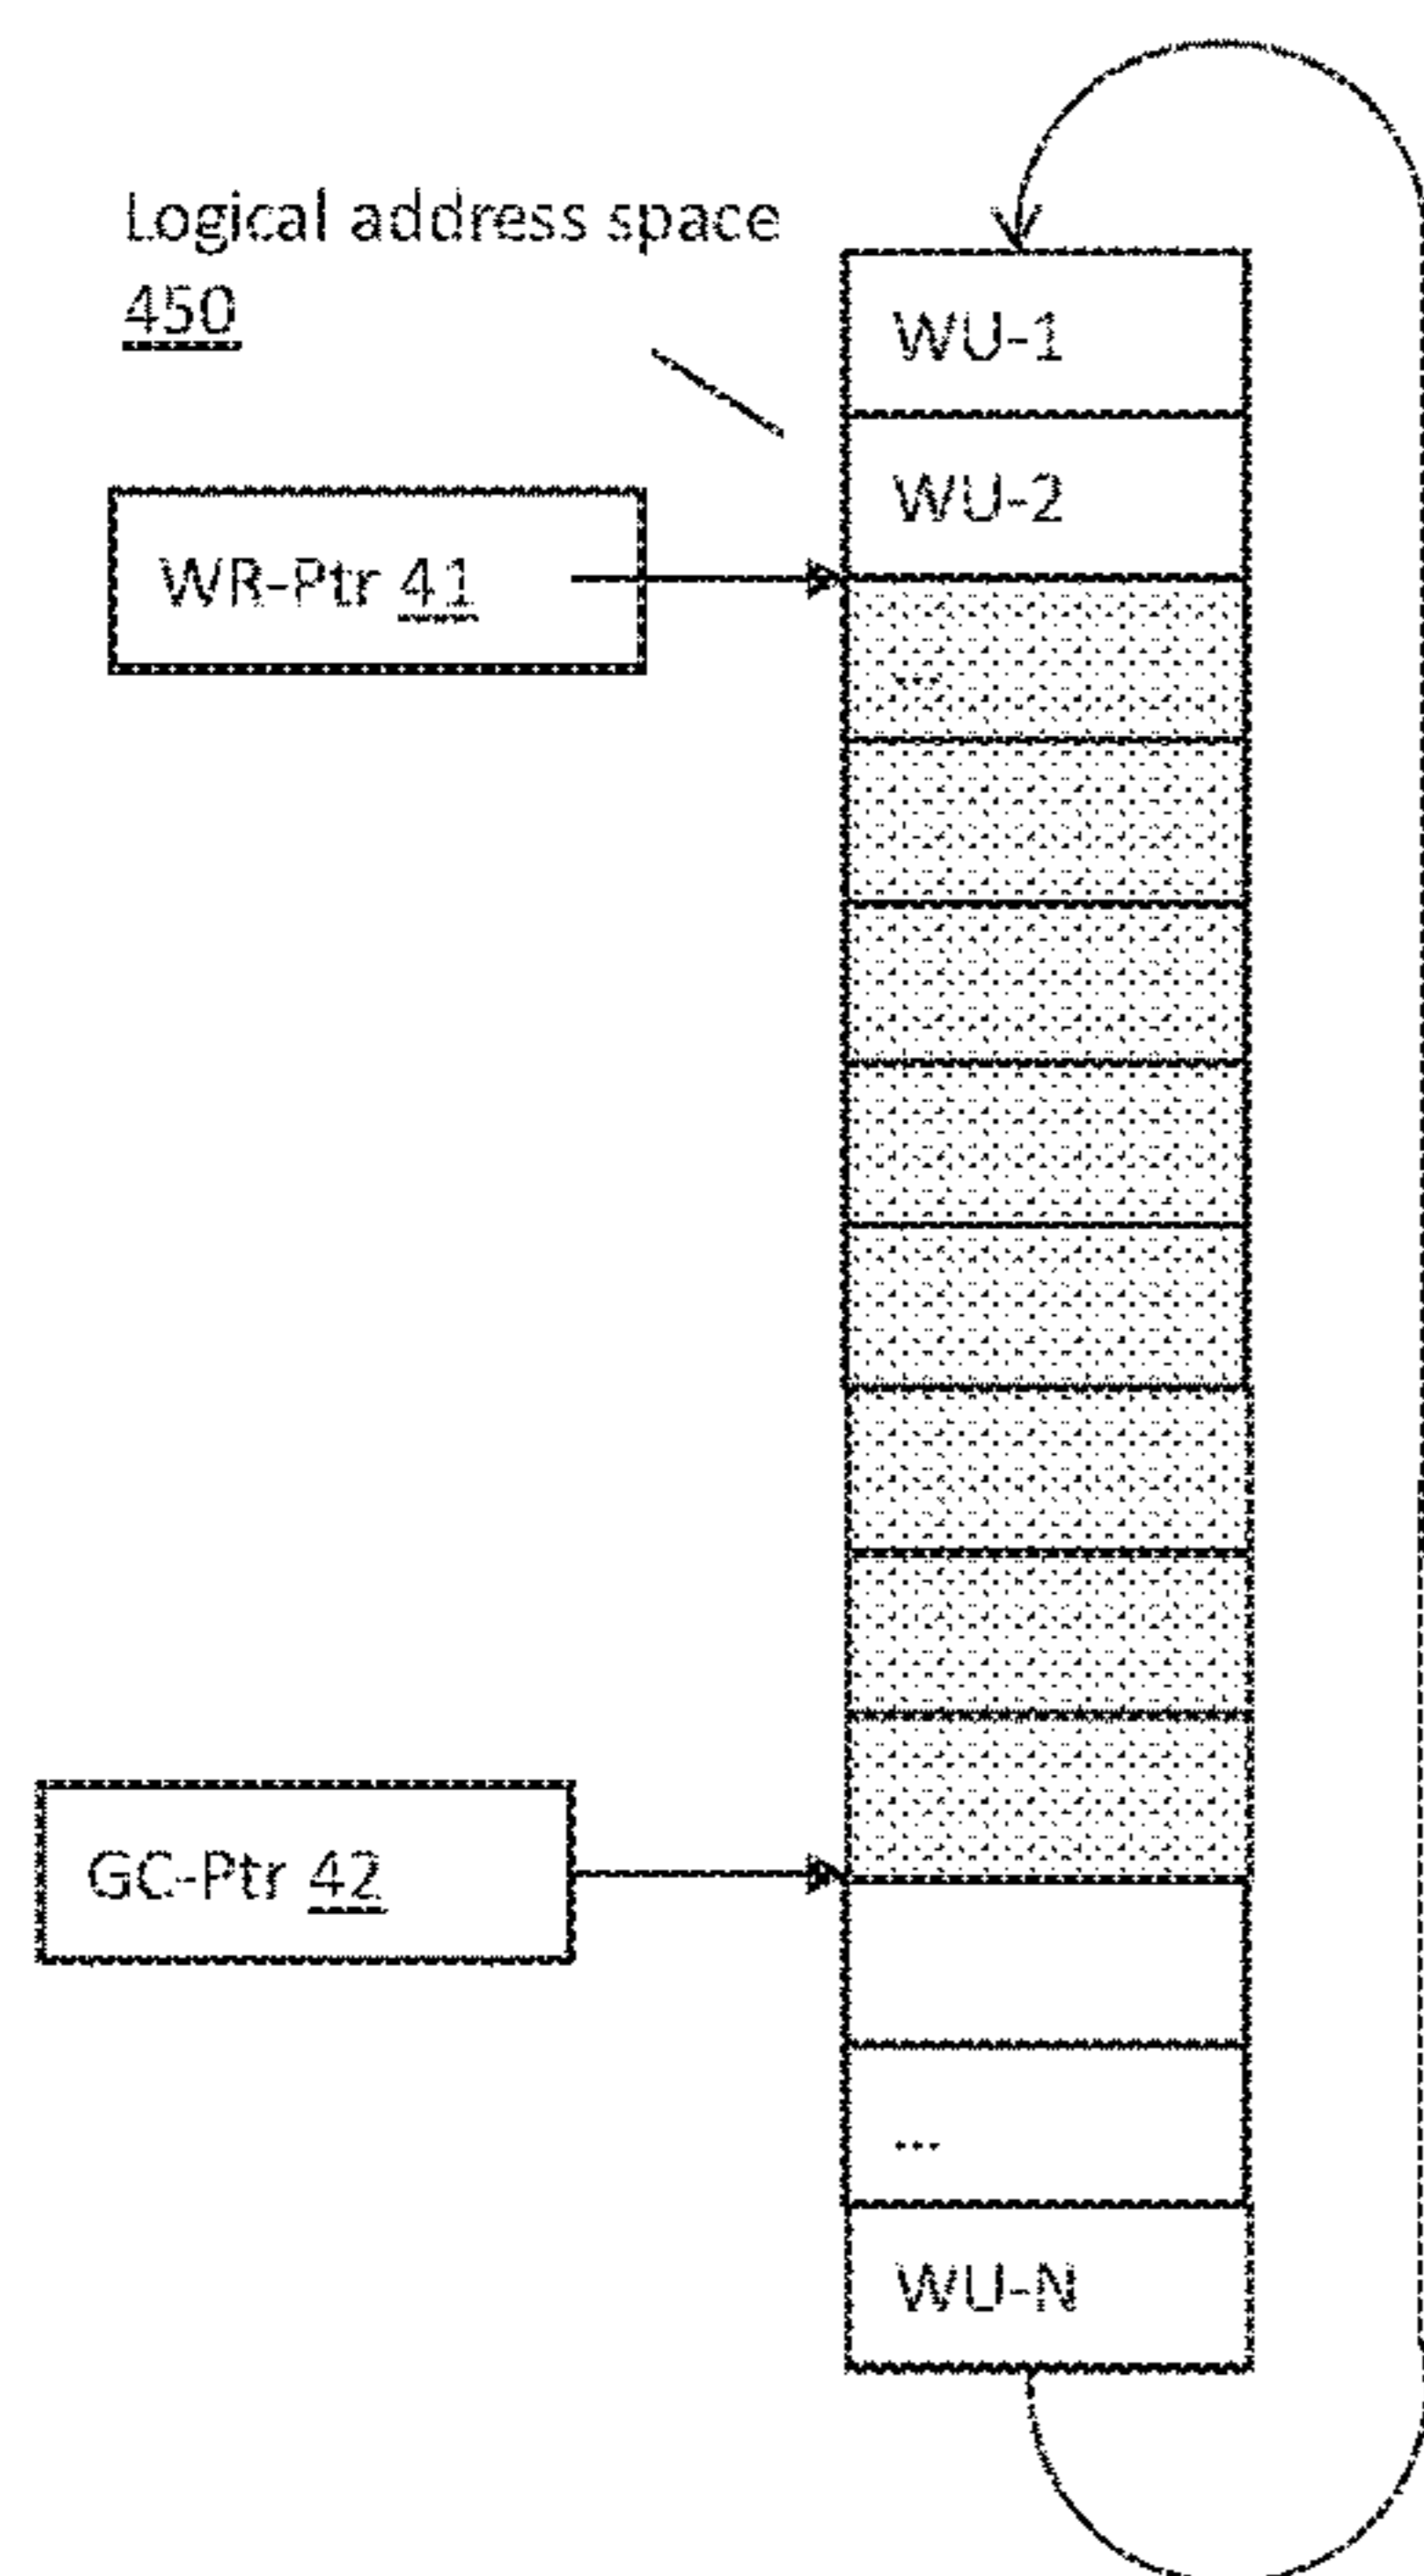 Logical address space
450
WU-1
WU-2
WR-Ptr 41
...
GC-Ptr 42
...
WU-N